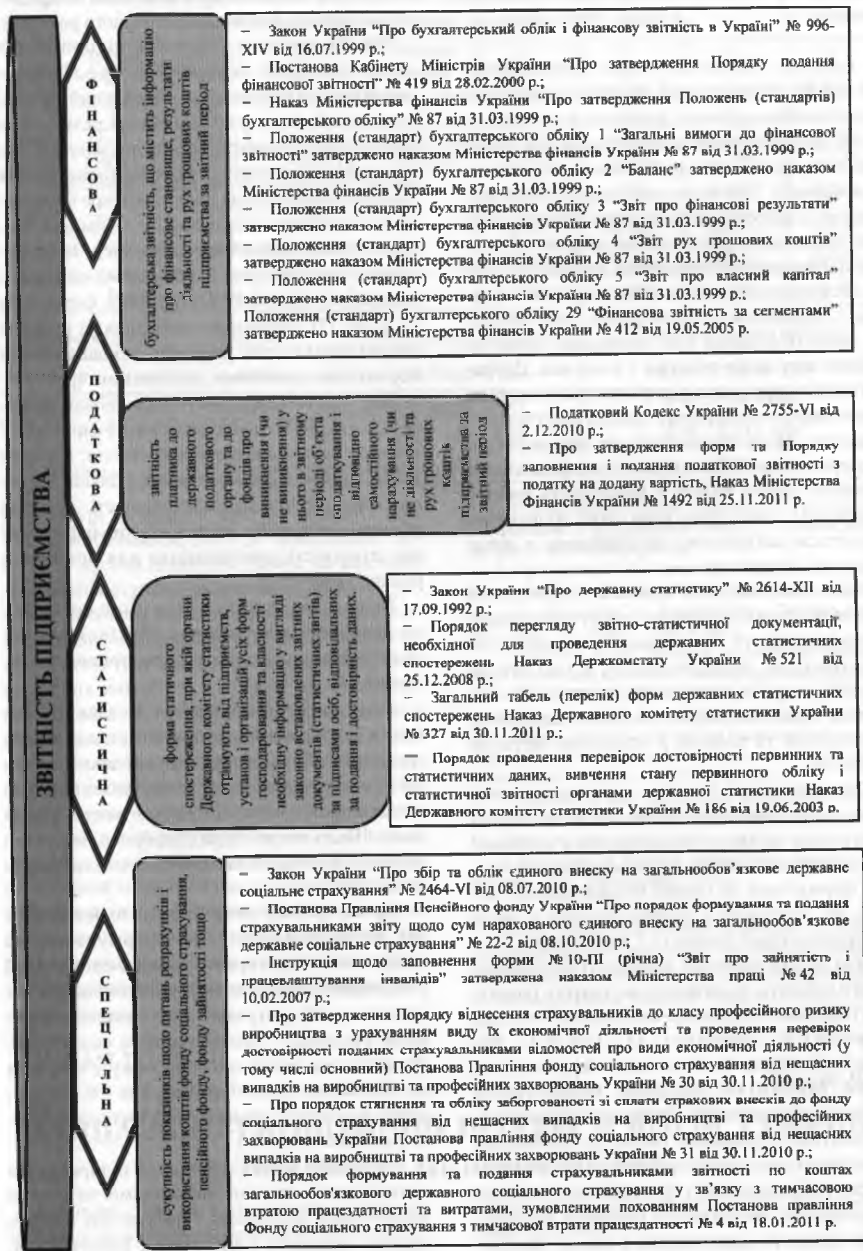 ЗВІТНІСТЬ ПІДПРИЄМСТВА
ФІНАНСОВА
бухгалтерська звітність, що містить інформацію
про фінансове становище, результати
діяльності та рух грошових коштів
підприємства за звітний період
– Закон України “Про бухгалтерський облік і фінансову звітність в Україні” № 996-
XIV від 16.07.1999 р.;
– Постанова Кабінету Міністрів України “Про затвердження Порядку подання
фінансової звітності” № 419 від 28.02.2000 р.;
– Наказ Міністерства фінансів України “Про затвердження Положень (стандартів)
бухгалтерського обліку” № 87 від 31.03.1999 р.;
– Положення (стандарт) бухгалтерського обліку 1 “Загальні вимоги до фінансової
звітності” затверджено наказом Міністерства фінансів України № 87 від 31.03.1999 р.;
– Положення (стандарт) бухгалтерського обліку 2 “Баланс” затверджено наказом
Міністерства фінансів України № 87 від 31.03.1999 р.;
– Положення (стандарт) бухгалтерського обліку 3 “Звіт про фінансові результати”
затверджено наказом Міністерства фінансів України № 87 від 31.03.1999 р.;
– Положення (стандарт) бухгалтерського обліку 4 “Звіт рух грошових коштів”
затверджено наказом Міністерства фінансів України № 87 від 31.03.1999 р.;
– Положення (стандарт) бухгалтерського обліку 5 “Звіт про власний капітал”
затверджено наказом Міністерства фінансів України № 87 від 31.03.1999 р.;
Положення (стандарт) бухгалтерського обліку 29 “Фінансова звітність за сегментами”
затверджено наказом Міністерства фінансів України № 412 від 19.05.2005 р.
ПОДАТКОВА
звітність
платника до
державного
податкового
органу та до
фондів про
виникнення (чи
не виникнення) у
нього в звітному
періоді об’єкта
оподаткування і
відповідно
самостійного
нарахування (чи
не діяльності та
рух грошових
коштів
підприємства за
звітний період
– Податковий Кодекс України № 2755-VI від
2.12.2010 р.;
– Про затвердження форм та Порядку
заповнення і подання податкової звітності з
податку на додану вартість, Наказ Міністерства
Фінансів України № 1492 від 25.11.2011 р.
СТАТИСТИЧНА
форма статичного
спостереження, при якій органи
Державного комітету статистики
отримують від підприємств,
установ і організацій усіх форм
господарювання та власності
необхідну інформацію у вигляді
законно встановлених звітних
документів (статистичних звітів)
за підписами осіб, відповідальних
за подання і достовірність даних.
– Закон України “Про державну статистику” № 2614-XII від
17.09.1992 р.;
– Порядок перегляду звітно-статистичної документації,
необхідної для проведення державних статистичних
спостережень Наказ Держкомстату України № 521 від
25.12.2008 р.;
– Загальний табель (перелік) форм державних статистичних
спостережень Наказ Державного комітету статистики України
№ 327 від 30.11.2011 р.;
– Порядок проведення перевірок достовірності первинних та
статистичних даних, вивчення стану первинного обліку і
статистичної звітності органами державної статистики Наказ
Державного комітету статистики України № 186 від 19.06.2003 р.
СПЕЦІАЛЬНА
сукупність показників щодо питань розрахунків і
використання коштів фонду соціального страхування,
пенсійного фонду, фонду зайнятості тощо
– Закон України “Про збір та облік єдиного внеску на загальнообов’язкове державне
соціальне страхування” № 2464-VI від 08.07.2010 р.;
– Постанова Правління Пенсійного фонду України “Про порядок формування та подання
страхувальниками звіту щодо сум нарахованого єдиного внеску на загальнообов’язкове
державне соціальне страхування” № 22-2 від 08.10.2010 р.;
– Інструкція щодо заповнення форми № 10-ПІ (річна) “Звіт про зайнятість і
працевлаштування інвалідів” затверджена наказом Міністерства праці № 42 від
10.02.2007 р.;
– Про затвердження Порядку віднесення страхувальників до класу професійного ризику
виробництва з урахуванням виду їх економічної діяльності та проведення перевірок
достовірності поданих страхувальниками відомостей про види економічної діяльності (у
тому числі основний) Постанова Правління фонду соціального страхування від нещасних
випадків на виробництві та професійних захворювань України № 30 від 30.11.2010 р.;
– Про порядок стягнення та обліку заборгованості зі сплати страхових внесків до фонду
соціального страхування від нещасних випадків на виробництві та професійних
захворювань України Постанова правління фонду соціального страхування від нещасних
випадків на виробництві та професійних захворювань України № 31 від 30.11.2010 р.;
– Порядок формування та подання страхувальниками звітності по коштах
загальнообов'язкового державного соціального страхування у зв'язку з тимчасовою
втратою працездатності та витратами, зумовленими похованням Постанова правління
Фонду соціального страхування з тимчасової втрати працездатності № 4 від 18.01.2011 р.